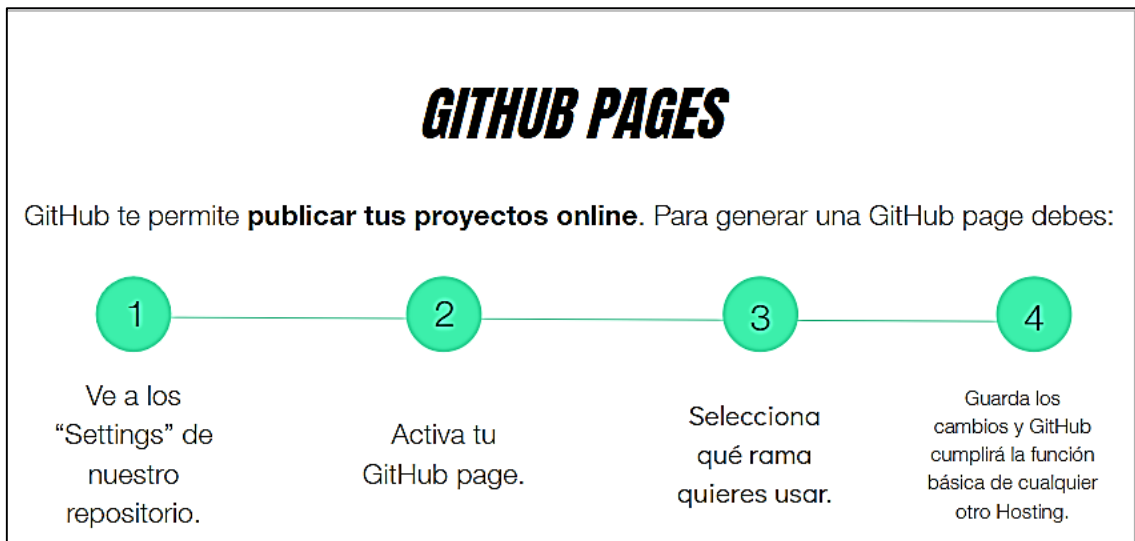 GITHUB PAGES
GitHub te permite publicar tus proyectos online. Para generar una GitHub page debes:
1
Ve a los
“Settings” de
nuestro
repositorio.
2
Activa tu
GitHub page.
3
Selecciona
qué rama
quieres usar.
4
Guarda los
cambios y GitHub
cumplirá la función
básica de cualquier
otro Hosting.